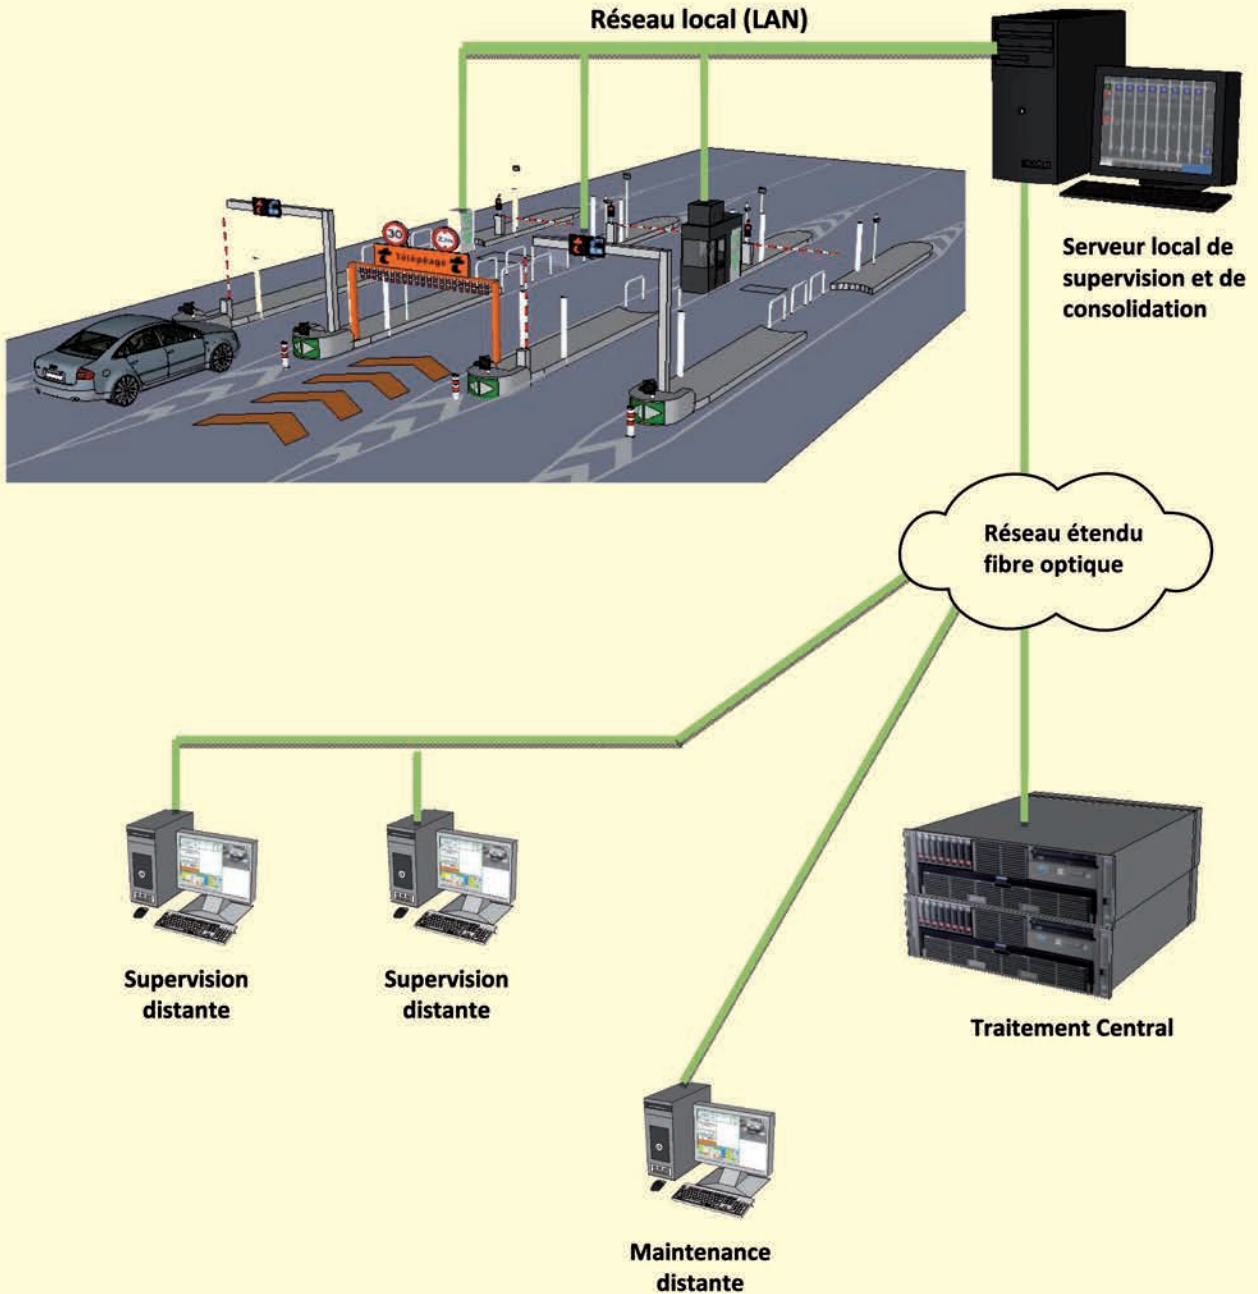 Réseau local (LAN)
30
Télépéage
t
t
Serveur local de
supervision et de
consolidation
Réseau étendu
fibre optique
Supervision
distante
Supervision
distante
Traitement Central
Maintenance
distante